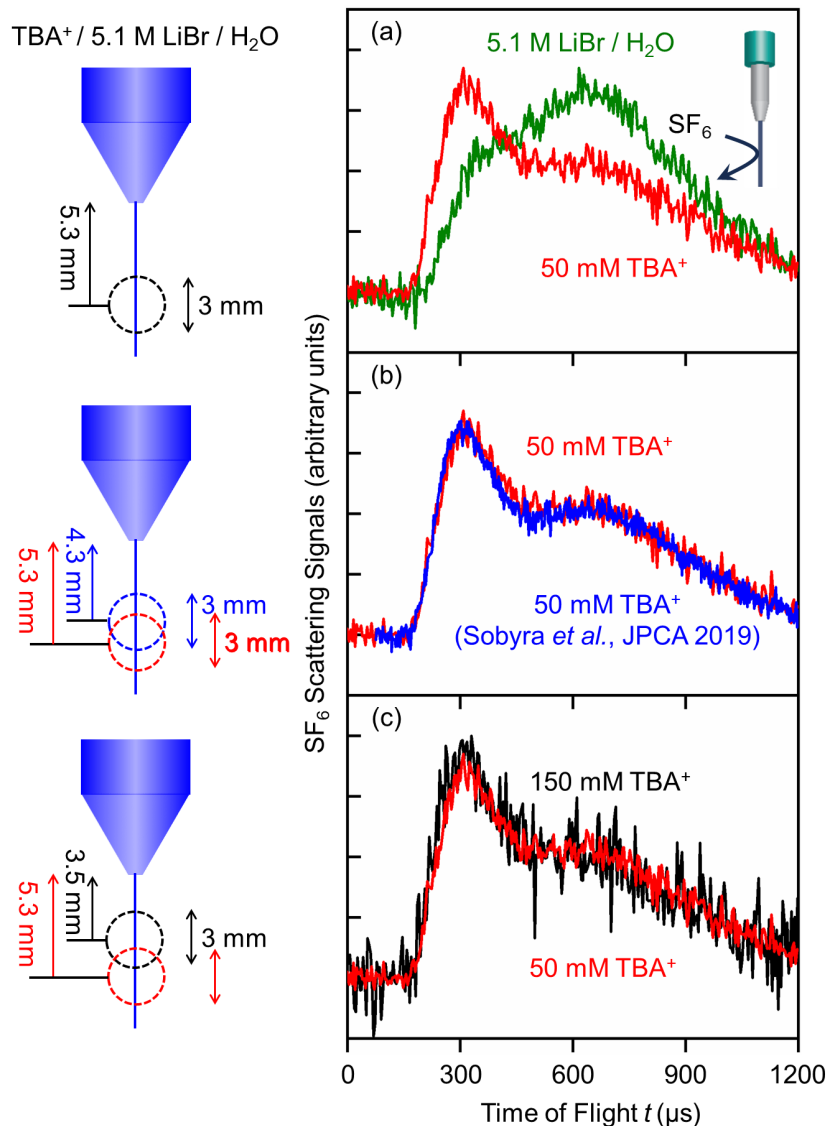 TBA⁺ / 5.1 M LiBr / H₂O
5.3 mm
3 mm
5.3 mm
4.3 mm
3 mm
3 mm
5.3 mm
3.5 mm
3 mm
SF₆ Scattering Signals (arbitrary units)
(a)
5.1 M LiBr / H₂O
SF₆
50 mM TBA⁺
(b)
50 mM TBA⁺
50 mM TBA⁺
(Sobyra et al., JPCA 2019)
(c)
150 mM TBA⁺
50 mM TBA⁺
0 300 600 900 1200
Time of Flight t (µs)